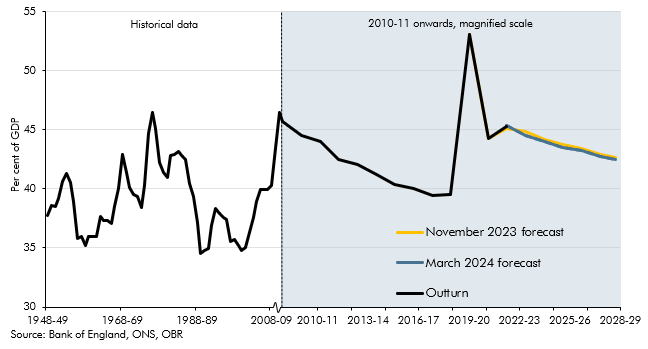 Historical data
2010-11 onwards, magnified scale
Per cent of GDP
55
50
45
40
35
30
November 2023 forecast
March 2024 forecast
Outturn
1948-49 1968-69 1988-89 2008-09 2010-11 2013-14 2016-17 2019-20 2022-23 2025-26 2028-29
Source: Bank of England, ONS, OBR